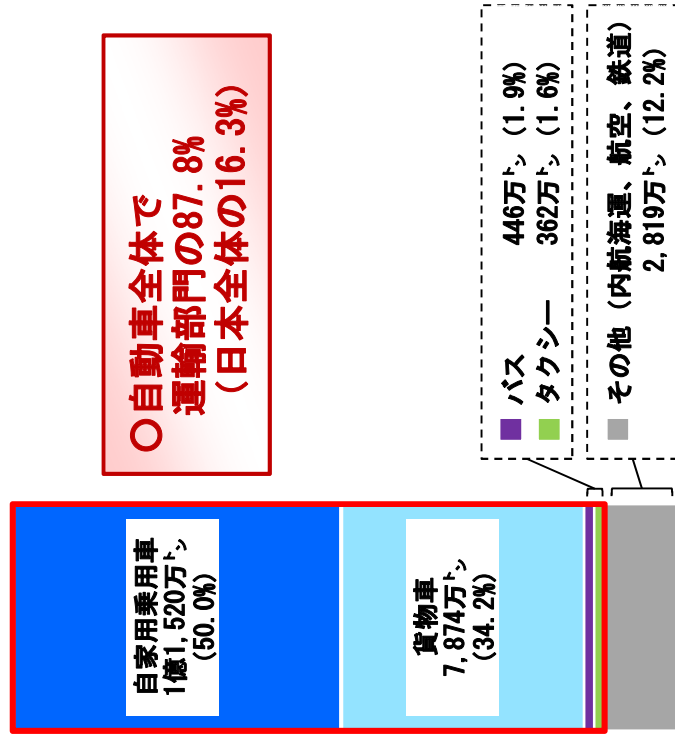 ○自動車全体で
運輸部門の87.8%
(日本全体の16.3%)
自家用乗用車
1億1,520万㌧
(50.0%)
貨物車
7,874万㌧
(34.2%)
バス 446万㌧ (1.9%)
タクシー 362万㌧ (1.6%)
その他 (内航海運、航空、鉄道)
2,819万㌧ (12.2%)